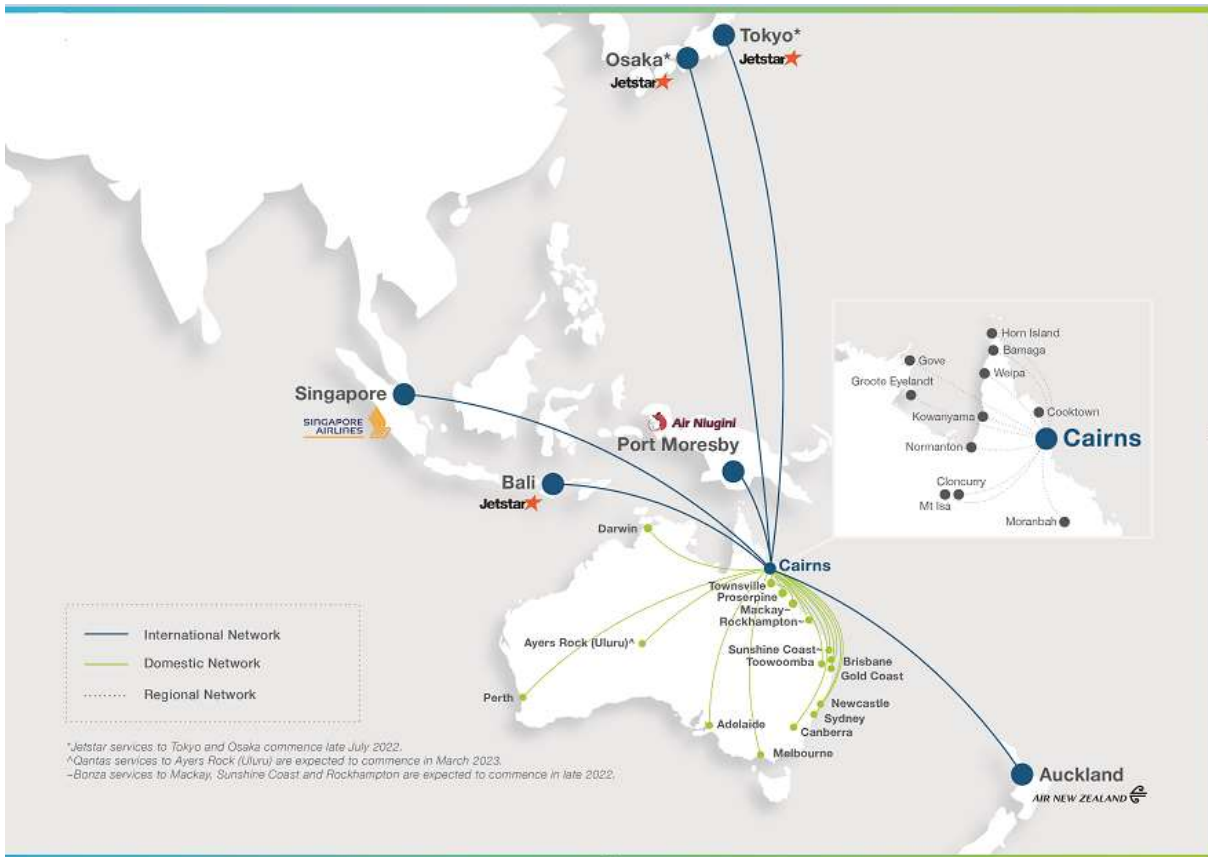 Tokyo*
Jetstar
Osaka*
Jetstar
Singapore
SINGAPORE
AIRLINES
Air Niugini
Port Moresby
Bali
Jetstar
Horn Island
Bamaga
Gove
Weipa
Groote Eyelandt
Cooktown
Kowanyama
Cairns
Normanton
Cloncurry
Mt Isa
Moranbah
Darwin
Cairns
Townsville
Proserpine
Mackay~
Rockhampton~
Ayers Rock (Uluru)^
Sunshine Coast~
Toowoomba
Brisbane
Gold Coast
Perth
Newcastle
Sydney
Adelaide
Canberra
Melbourne
Auckland
AIR NEW ZEALAND
International Network
Domestic Network
Regional Network
*Jetstar services to Tokyo and Osaka commence late July 2022.
^Qantas services to Ayers Rock (Uluru) are expected to commence in March 2023.
~Bonza services to Mackay, Sunshine Coast and Rockhampton are expected to commence in late 2022.